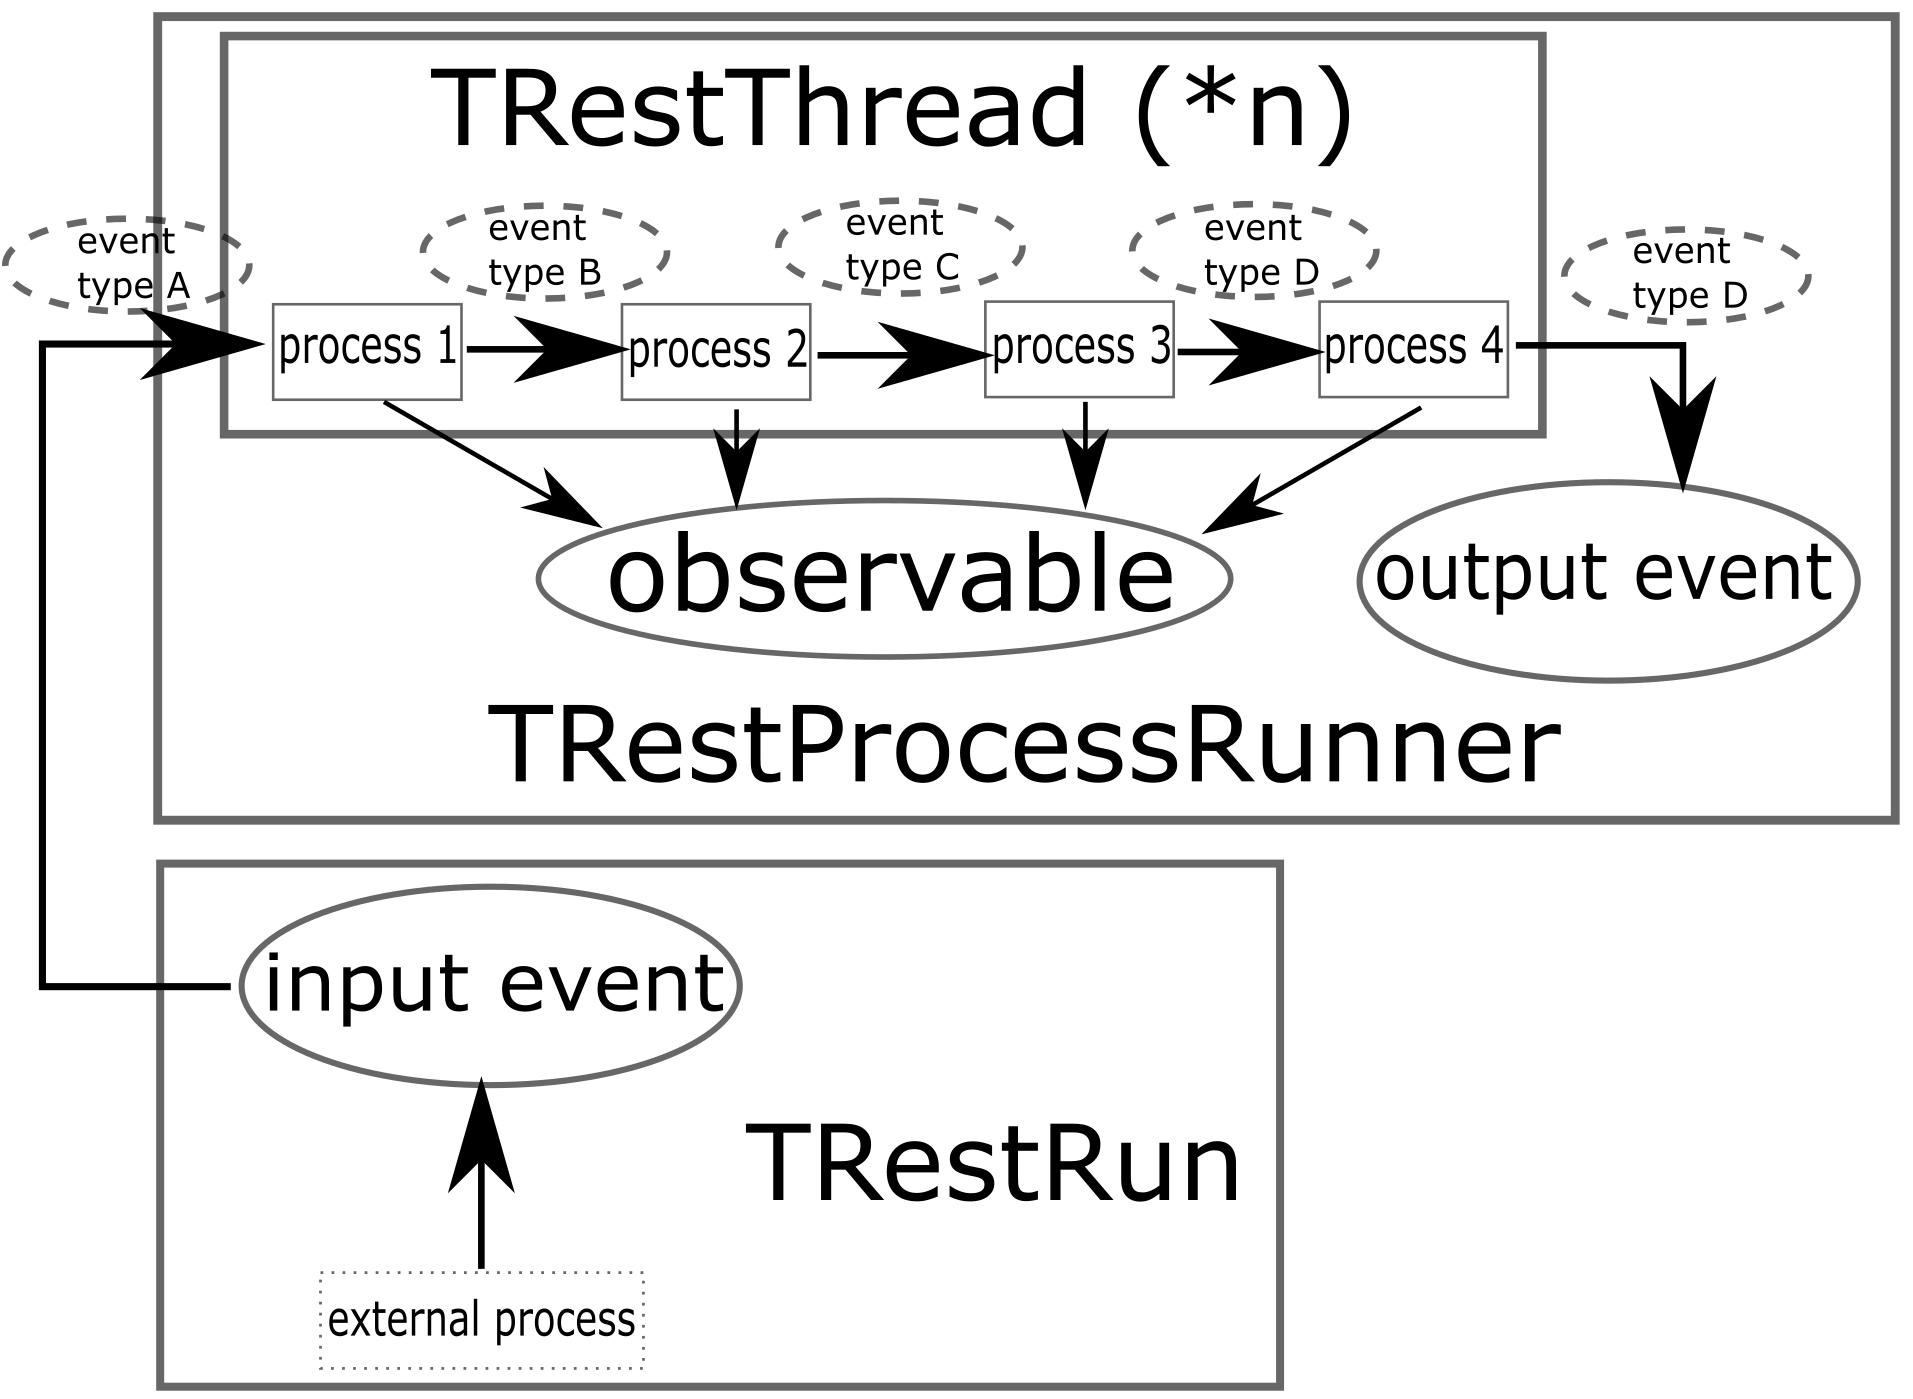 TRestThread (*n)
event
type A
event
type B
event
type C
event
type D
event
type D
process 1
process 2
process 3
process 4
observable
output event
TRestProcessRunner
input event
TRestRun
external process